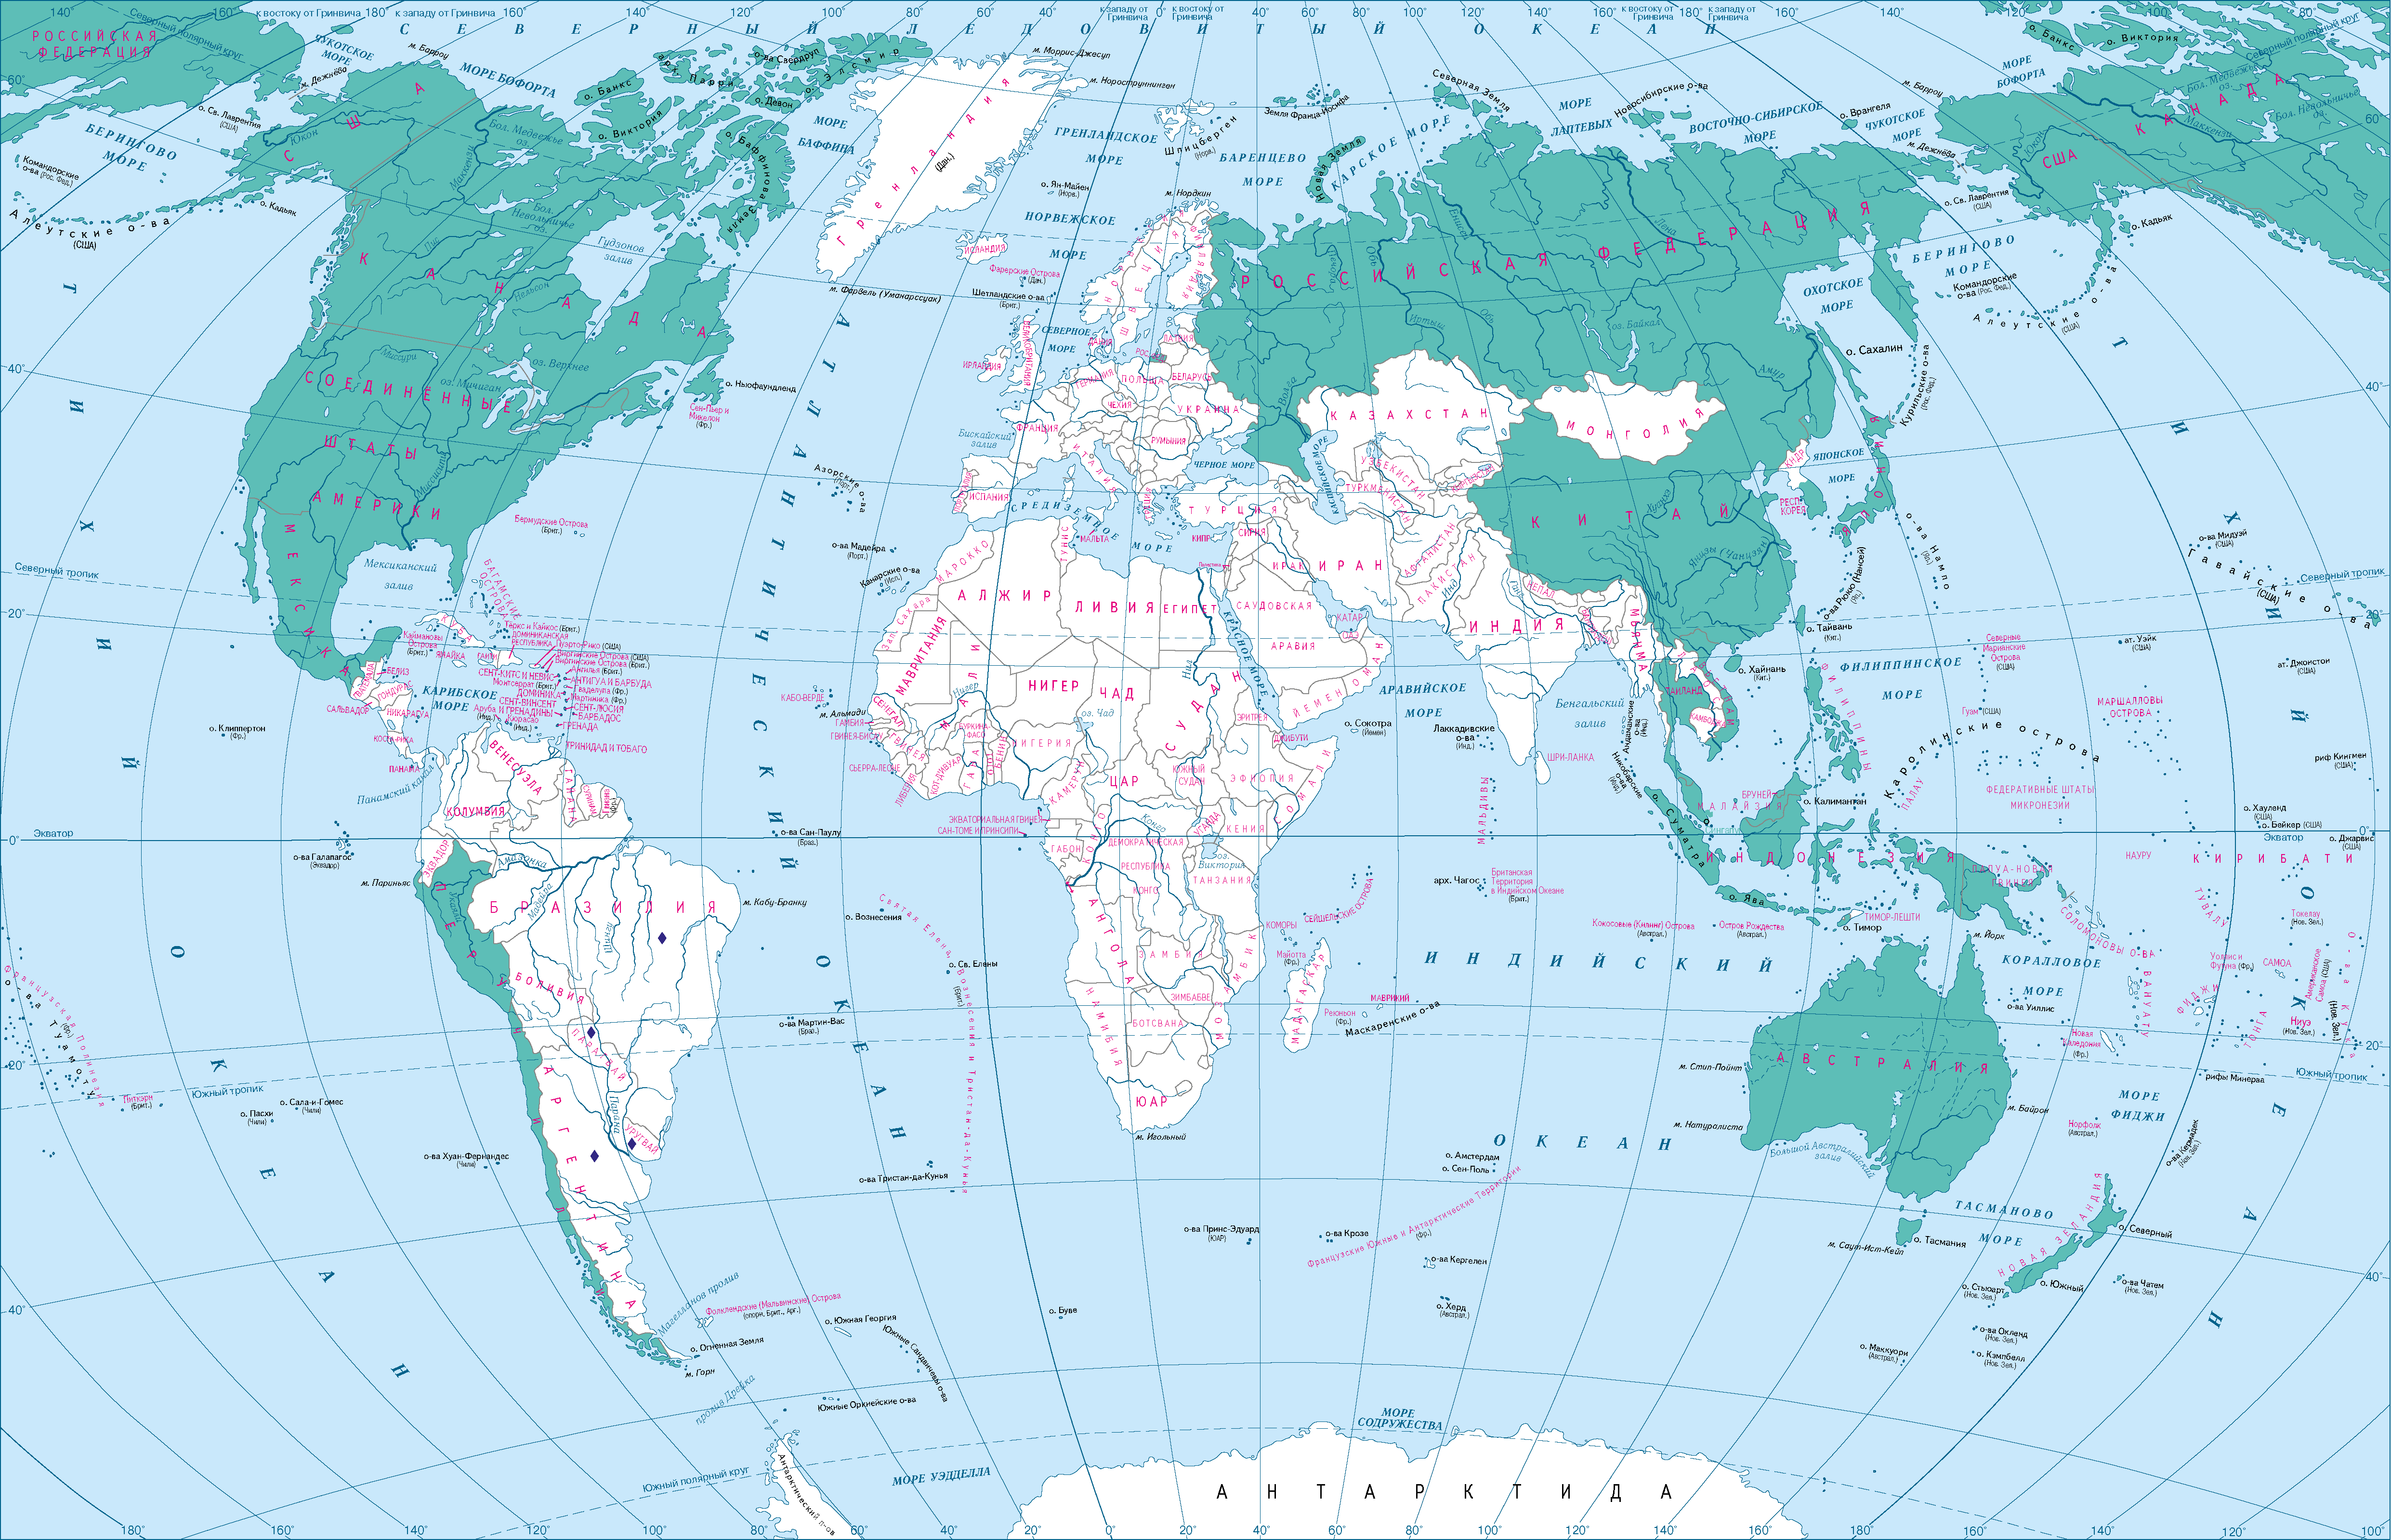 140°
160°
к востоку от Гринвича
180°
к западу от Гринвича
160°
140°
120°
100°
80°
60°
40°
20°
к западу от
Гринвича
0°
к востоку от
Гринвича
20°
40°
60°
80°
100°
120°
140°
160°
к востоку от
Гринвича
180°
к западу от
Гринвича
160°
140°
120°
100°
80°
СЕВЕРНЫЙ ЛЕДОВИТЫЙ ОКЕАН
РОССИЙСКАЯ
ФЕДЕРАЦИЯ
Северный полярный круг
ЧУКОТСКОЕ
МОРЕ
м. Дежнёва
м. Барроу
МОРЕ БОФОРТА
о. Банкс
о. Виктория
арх. Парри
о-ва Свердруп
о. Элсмир
о. Девон
Баффинова Земля
МОРЕ
БАФФИНА
Гренландия
(Дан.)
м. Моррис-Джесуп
м. Нороструннинген
ГРЕНЛАНДСКОЕ
МОРЕ
Шпицберген
(Норв.)
Земля Франца-Иосифа
БАРЕНЦЕВО
МОРЕ
Новая Земля
КАРСКОЕ МОРЕ
Северная Земля
МОРЕ
ЛАПТЕВЫХ
Новосибирские о-ва
ВОСТОЧНО-СИБИРСКОЕ
МОРЕ
о. Врангеля
ЧУКОТСКОЕ
МОРЕ
м. Дежнёва
м. Барроу
МОРЕ
БОФОРТА
о. Банкс
о. Виктория
Северный полярный круг
КАНАДА
США
Юкон
Маккензи
Бол. Медвежье
оз.
Бол. Невольничье
оз.
60°
60°
о. Св. Лаврентия
(США)
БЕРИНГОВО
МОРЕ
Командорские
о-ва (Рос. Фед.)
Алеутские о-ва
(США)
о. Кадьяк
США
Юкон
Маккензи
Бол. Медвежье
оз.
Бол.
Невольничье
оз.
КАНАДА
Гудзонов
залив
Нельсон
Миссури
оз. Верхнее
оз. Мичиган
СОЕДИНЁННЫЕ
ШТАТЫ
АМЕРИКИ
Миссисипи
о. Ньюфаундленд
Сен-Пьер и
Микелон
(Фр.)
м. Фарвель (Уманарссуак)
о. Ян-Майен
(Норв.)
НОРВЕЖСКОЕ
МОРЕ
м. Нордкин
ИСЛАНДИЯ
Фарерские Острова
(Дан.)
Шетландские о-ва
(Брит.)
СЕВЕРНОЕ
МОРЕ
НОРВЕГИЯ
ШВЕЦИЯ
ФИНЛЯНДИЯ
ВЕЛИКОБРИТАНИЯ
ИРЛАНДИЯ
ДАНИЯ
ЛАТВИЯ
ГЕРМАНИЯ
ПОЛЬША
БЕЛАРУСЬ
ЧЕХИЯ
УКРАИНА
ФРАНЦИЯ
РУМЫНИЯ
ИТАЛИЯ
ИСПАНИЯ
ПОРТУГАЛИЯ
Бискайский
залив
ЧЕРНОЕ МОРЕ
СРЕДИЗЕМНОЕ
МОРЕ
МАЛЬТА
КИПР
ТУРЦИЯ
СИРИЯ
РОССИЙСКАЯ ФЕДЕРАЦИЯ
Печора
Обь
Енисей
Лена
Иртыш
Обь
оз. Байкал
Амур
Волга
КАСПИЙСКОЕ МОРЕ
КАЗАХСТАН
МОНГОЛИЯ
УЗБЕКИСТАН
ТУРКМЕНИСТАН
КЫРГЫЗСТАН
АФГАНИСТАН
ПАКИСТАН
Инд
ИРАК
ИРАН
КИТАЙ
Хуанхэ
Янцзы (Чанцзян)
КНДР
РЕСП.
КОРЕЯ
ЯПОНСКОЕ
МОРЕ
ЯПОНИЯ
ОХОТСКОЕ
МОРЕ
о. Сахалин
Курильские о-ва
(Рос. Фед.)
БЕРИНГОВО
МОРЕ
Командорские
о-ва (Рос. Фед.)
Алеутские о-ва
(США)
о. Св. Лаврентия
(США)
о. Кадьяк
40°
40°
ТИХИЙ ОКЕАН
АТЛАНТИЧЕСКИЙ ОКЕАН
ТИХИЙ ОКЕАН
Азорские о-ва
(Порт.)
Бермудские Острова
(Брит.)
о-ва Мадейра
(Порт.)
Канарские о-ва
(Исп.)
Северный тропик
Северный тропик
20°
20°
МЕКСИКА
Мексиканский
залив
БАГАМСКИЕ
ОСТРОВА
КУБА
Каймановы
Острова
(Брит.)
ЯМАЙКА
ГАИТИ
Теркс и Кайкос (Брит.)
ДОМИНИКАНСКАЯ
РЕСПУБЛИКА
Пуэрто-Рико (США)
Виргинские Острова (США)
Виргинские Острова (Брит.)
Ангилья (Брит.)
СЕНТ-КИТС И НЕВИС
АНТИГУА И БАРБУДА
Монтсеррат (Брит.)
Гваделупа (Фр.)
ДОМИНИКА
Мартиника (Фр.)
СЕНТ-ВИНСЕНТ
И ГРЕНАДИНЫ
СЕНТ-ЛЮСИЯ
БАРБАДОС
ГРЕНАДА
Аруба
(Нид.)
Кюрасао
(Нид.)
ТРИНИДАД И ТОБАГО
БЕЛИЗ
ГВАТЕМАЛА
ГОНДУРАС
САЛЬВАДОР
НИКАРАГУА
КОСТА-РИКА
ПАНАМА
Панамский канал
КАРИБСКОЕ
МОРЕ
о. Клиппертон
(Фр.)
ВЕНЕСУЭЛА
ГАЙАНА
СУРИНАМ
КОЛУМБИЯ
ЭКВАДОР
ПЕРУ
БРАЗИЛИЯ
БОЛИВИЯ
ПАРАГВАЙ
УРУГВАЙ
ЧИЛИ
АРГЕНТИНА
Амазонка
Мадейра
Укаяли
Шингу
Парана
Экватор
Экватор
0°
0°
о-ва Галапагос
(Эквадор)
м. Париньяс
м. Кабу-Бранку
о-ва Сан-Паулу
(Браз.)
КАБО-ВЕРДЕ
м. Альмади
МАРОККО
Зап. Сахара
АЛЖИР
ТУНИС
ЛИВИЯ
ЕГИПЕТ
МАВРИТАНИЯ
МАЛИ
НИГЕР
ЧАД
СУДАН
Нигер
оз. Чад
Нил
СЕНЕГАЛ
ГАМБИЯ
ГВИНЕЯ-БИСАУ
ГВИНЕЯ
СЬЕРРА-ЛЕОНЕ
ЛИБЕРИЯ
КОТ-Д'ИВУАР
БУРКИНА-
ФАСО
ГАНА
ТОГО
БЕНИН
НИГЕРИЯ
КАМЕРУН
ЦАР
ЮЖНЫЙ
СУДАН
ЭРИТРЕЯ
ДЖИБУТИ
ЭФИОПИЯ
СОМАЛИ
ЭКВАТОРИАЛЬНАЯ ГВИНЕЯ
САН-ТОМЕ И ПРИНСИПИ
ГАБОН
КОНГО
Конго
ДЕМОКРАТИЧЕСКАЯ
РЕСПУБЛИКА
КОНГО
УГАНДА
КЕНИЯ
оз.
Виктория
ТАНЗАНИЯ
АНГОЛА
ЗАМБИЯ
МОЗАМБИК
ЗИМБАБВЕ
БОТСВАНА
НАМИБИЯ
ЮАР
м. Игольный
КОМОРЫ
Майотта
(Фр.)
МАДАГАСКАР
СЕЙШЕЛЬСКИЕ ОСТРОВА
МАВРИКИЙ
Реюньон
(Фр.)
Маскаренские о-ва
КРАСНОЕ МОРЕ
САУДОВСКАЯ
АРАВИЯ
КАТАР
ОАЭ
ОМАН
ЙЕМЕН
о. Сокотра
(Йемен)
АРАВИЙСКОЕ
МОРЕ
ИНДИЯ
Ганг
НЕПАЛ
МЬЯНМА
ТАИЛАНД
ВЬЕТНАМ
КАМБОДЖА
Бенгальский
залив
Лаккадивские
о-ва
(Инд.)
ШРИ-ЛАНКА
МАЛЬДИВЫ
Андаманские
о-ва
(Инд.)
Никобарские
о-ва
(Инд.)
арх. Чагос
Британская
Территория
в Индийском Океане
(Брит.)
о. Тайвань
(Кит.)
о. Хайнань
(Кит.)
о-ва Рюкю (Нансей)
(Яп.)
о-ва Нампо
(Яп.)
ФИЛИППИНСКОЕ
МОРЕ
ФИЛИППИНЫ
БРУНЕЙ
МАЛАЙЗИЯ
о. Калимантан
о. Суматра
ИНДОНЕЗИЯ
о. Ява
ТИМОР-ЛЕШТИ
о. Тимор
Кокосовые (Килинг) Острова
(Австрал.)
Остров Рождества
(Австрал.)
ПАЛАУ
Каролинские острова
Северные
Марианские
Острова
(США)
Гуам (США)
ФЕДЕРАТИВНЫЕ ШТАТЫ
МИКРОНЕЗИИ
МАРШАЛЛОВЫ
ОСТРОВА
ат. Уэйк
(США)
ат. Джонстон
(США)
о-ва Мидуэй
(США)
Гавайские о-ва
(США)
риф Кингмен
(США)
о. Хауленд
(США)
о. Бейкер (США)
о. Джарвис
(США)
НАУРУ
КИРИБАТИ
ПАПУА-НОВАЯ
ГВИНЕЯ
СОЛОМОНОВЫ О-ВА
ТУВАЛУ
Токелау
(Нов. Зел.)
Уоллис и
Футуна (Фр.)
САМОА
Американское
Самоа (США)
О-ва Кука
(Нов. Зел.)
ФИДЖИ
ВАНУАТУ
ТОНГА
Ниуэ
(Нов. Зел.)
Новая
Каледония
(Фр.)
м. Йорк
КОРАЛЛОВОЕ
МОРЕ
о-ва Уиллис
АВСТРАЛИЯ
м. Стип-Пойнт
м. Натуралиста
м. Байрон
Большой Австралийский
залив
Норфолк
(Австрал.)
МОРЕ
ФИДЖИ
рифы Минерва
Южный тропик
Южный тропик
20°
20°
о-ва Кермадек
(Нов. Зел.)
ТАСМАНОВО
МОРЕ
о. Тасмания
м. Саут-Ист-Кейп
НОВАЯ ЗЕЛАНДИЯ
о. Северный
о. Южный
о. Стьюарт
(Нов. Зел.)
о-ва Чатем
(Нов. Зел.)
о-ва Окленд
(Нов. Зел.)
о. Кэмпбелл
(Нов. Зел.)
о. Маккуори
(Австрал.)
ИНДИЙСКИЙ
ОКЕАН
о. Амстердам
о. Сен-Поль
Французские Южные и Антарктические Территории
(Фр.)
о-ва Принс-Эдуард
(ЮАР)
о-ва Крозе
о-ва Кергелен
о. Херд
(Австрал.)
о. Вознесения
Святая Елена, Вознесения и Тристан-да-Кунья
(Брит.)
о. Св. Елены
о-ва Мартин-Вас
(Браз.)
о-ва Тристан-да-Кунья
о. Буве
Французская Полинезия
(Фр.)
о-ва Туамоту
Питкэрн
(Брит.)
о. Пасхи
(Чили)
о. Сала-и-Гомес
(Чили)
о-ва Хуан-Фернандес
(Чили)
40°
40°
Магелланов пролив
Фолклендские (Мальвинские) Острова
(оспори. Брит., Арг.)
о. Огненная Земля
м. Горн
о. Южная Георгия
Южные Сандвичевы о-ва
пролив Дрейка
Южные Оркнейские о-ва
Южный полярный круг
МОРЕ УЭДДЕЛЛА
Антарктический п-ов
МОРЕ
СОДРУЖЕСТВА
АНТАРКТИДА
180°
160°
120°
100°
80°
60°
40°
20°
0°
20°
40°
60°
80°
100°
120°
140°
160°
180°
160°
140°
120°
100°